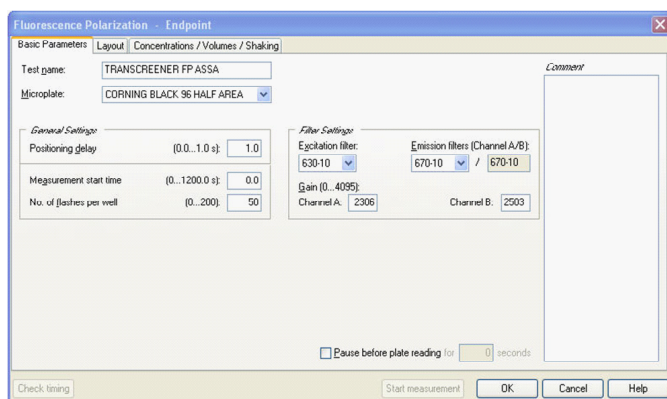 Fluorescence Polarization - Endpoint
Basic Parameters Layout Concentrations / Volumes / Shaking
Test name: TRANSCREENER FP ASSA
Microplate: CORNING BLACK 96 HALF AREA
Comment
General Settings
Positioning delay (0.0...1.0 s): 1.0
Measurement start time (0...1200.0 s): 0.0
No. of flashes per well (0...200): 50
Filter Settings
Excitation filter: Emission filters (Channel A/B):
630-10 670-10 / 670-10
Gain (0...4095):
Channel A: 2306 Channel B: 2503
Pause before plate reading for 0 seconds
Check timing Start measurement OK Cancel Help